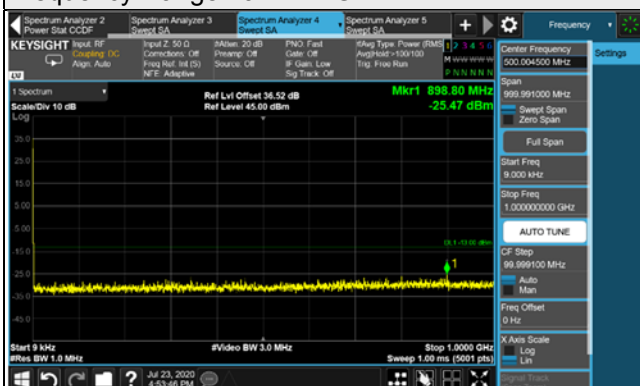 Spectrum Analyzer 2
Power Stat CCDF
Spectrum Analyzer 3
Swept SA
Spectrum Analyzer 4
Swept SA
Spectrum Analyzer 5
Swept SA
Frequency
KEYSIGHT
Input: RF
Coupling: DC
Align: Auto
Input Z: 50 Ω
Corrections: Off
Freq Ref: Int (S)
NFE: Adaptive
#Atten: 20 dB
Preamp: Off
Source: Off
PNO: Fast
Gate: Off
IF Gain: Low
Sig Track: Off
#Avg Type: Power (RMS
Avg|Hold:>100/100
Trig: Free Run
1 2 3 4 5 6
M W W W W W
P N N N N N
Center Frequency
500.004500 MHz
Settings
1 Spectrum
Scale/Div 10 dB
Log
Ref Lvl Offset 36.52 dB
Ref Level 45.00 dBm
Mkr1 898.80 MHz
-25.47 dBm
Span
999.991000 MHz
Swept Span
Zero Span
Full Span
Start Freq
9.000 kHz
Stop Freq
1.000000000 GHz
AUTO TUNE
CF Step
99.999100 MHz
Auto
Man
Freq Offset
0 Hz
X Axis Scale
Log
Lin
Signal Track
35.0
25.0
15.0
5.00
-5.00
-15.0
-25.0
-35.0
-45.0
DL1 -13.00 dBm
1
Start 9 kHz
#Res BW 1.0 MHz
#Video BW 3.0 MHz
Stop 1.0000 GHz
Sweep 1.00 ms (5001 pts)
Jul 23, 2020
4:53:46 PM